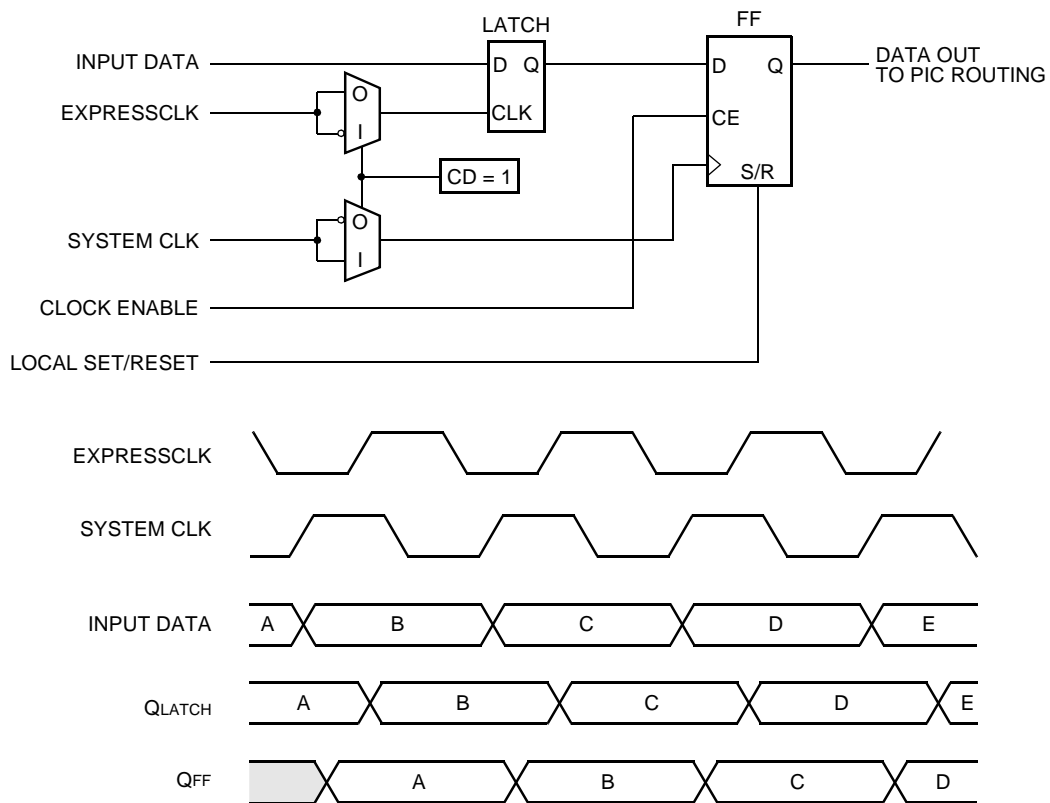 LATCH
FF
INPUT DATA
D Q
D Q
DATA OUT
TO PIC ROUTING
EXPRESSCLK
O
I
CLK
CE
CD = 1
S/R
SYSTEM CLK
O
I
CLOCK ENABLE
LOCAL SET/RESET
EXPRESSCLK
SYSTEM CLK
INPUT DATA
A B C D E
QLATCH
A B C D E
QFF
A B C D